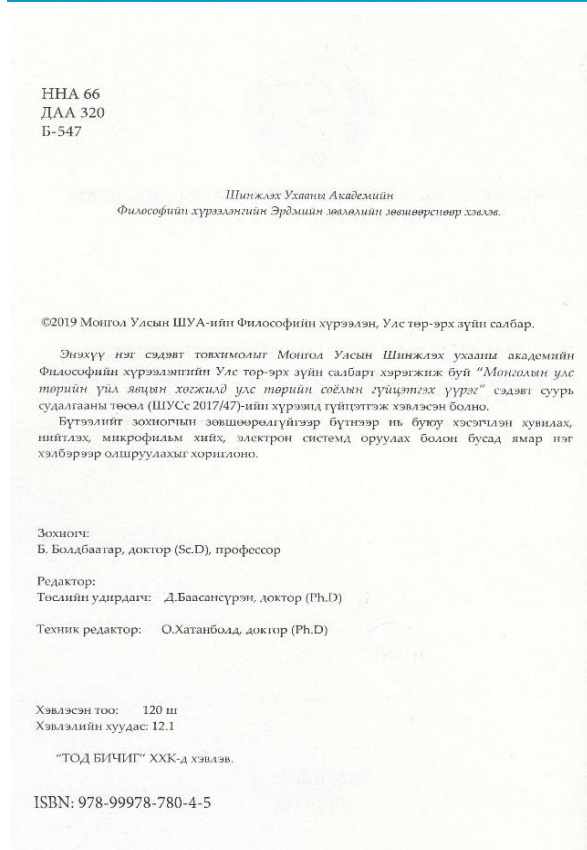 ННА 66
ДАА 320
Б-547
Шинжлэх Ухааны Академийн
Философийн хүрээлэнгийн Эрдмийн зөвлөлийн зөвшөөрснөөр хэвлэв.
©2019 Монгол Улсын ШУА-ийн Философийн хүрээлэн, Улс төр-эрх зүйн салбар.
Энэхүү нэг сэдэвт товхимолыг Монгол Улсын Шинжлэх ухааны академийн
Философийн хүрээлэнгийн Улс төр-эрх зүйн салбарт хэрэгжиж буй “Монголын улс
төрийн үйл явцын хөгжилд улс төрийн соёлын гүйцэтгэх үүрэг” сэдэвт суурь
судалгааны төсөл (ШУСс 2017/47)-ийн хүрээнд гүйцэтгэж хэвлэсэн болно.
Бүтээлийг зохиогчын зөвшөөрөлгүйгээр бүтнээр нь буюу хэсэгчлэн хувилах,
нийтлэх, микрофильм хийх, электрон системд оруулах болон бусад ямар нэг
хэлбэрээр олшруулахыг хориглоно.
Зохиогч:
Б. Болдбаатар, доктор (Sc.D), профессор
Редактор:
Төслийн удирдагч: Д.Баасансүрэн, доктор (Ph.D)
Техник редактор: О.Хатанболд, доктор (Ph.D)
Хэвлэсэн тоо: 120 ш
Хэвлэлийн хуудас: 12.1
“ТОД БИЧИГ” ХХК-д хэвлэв.
ISBN: 978-99978-780-4-5